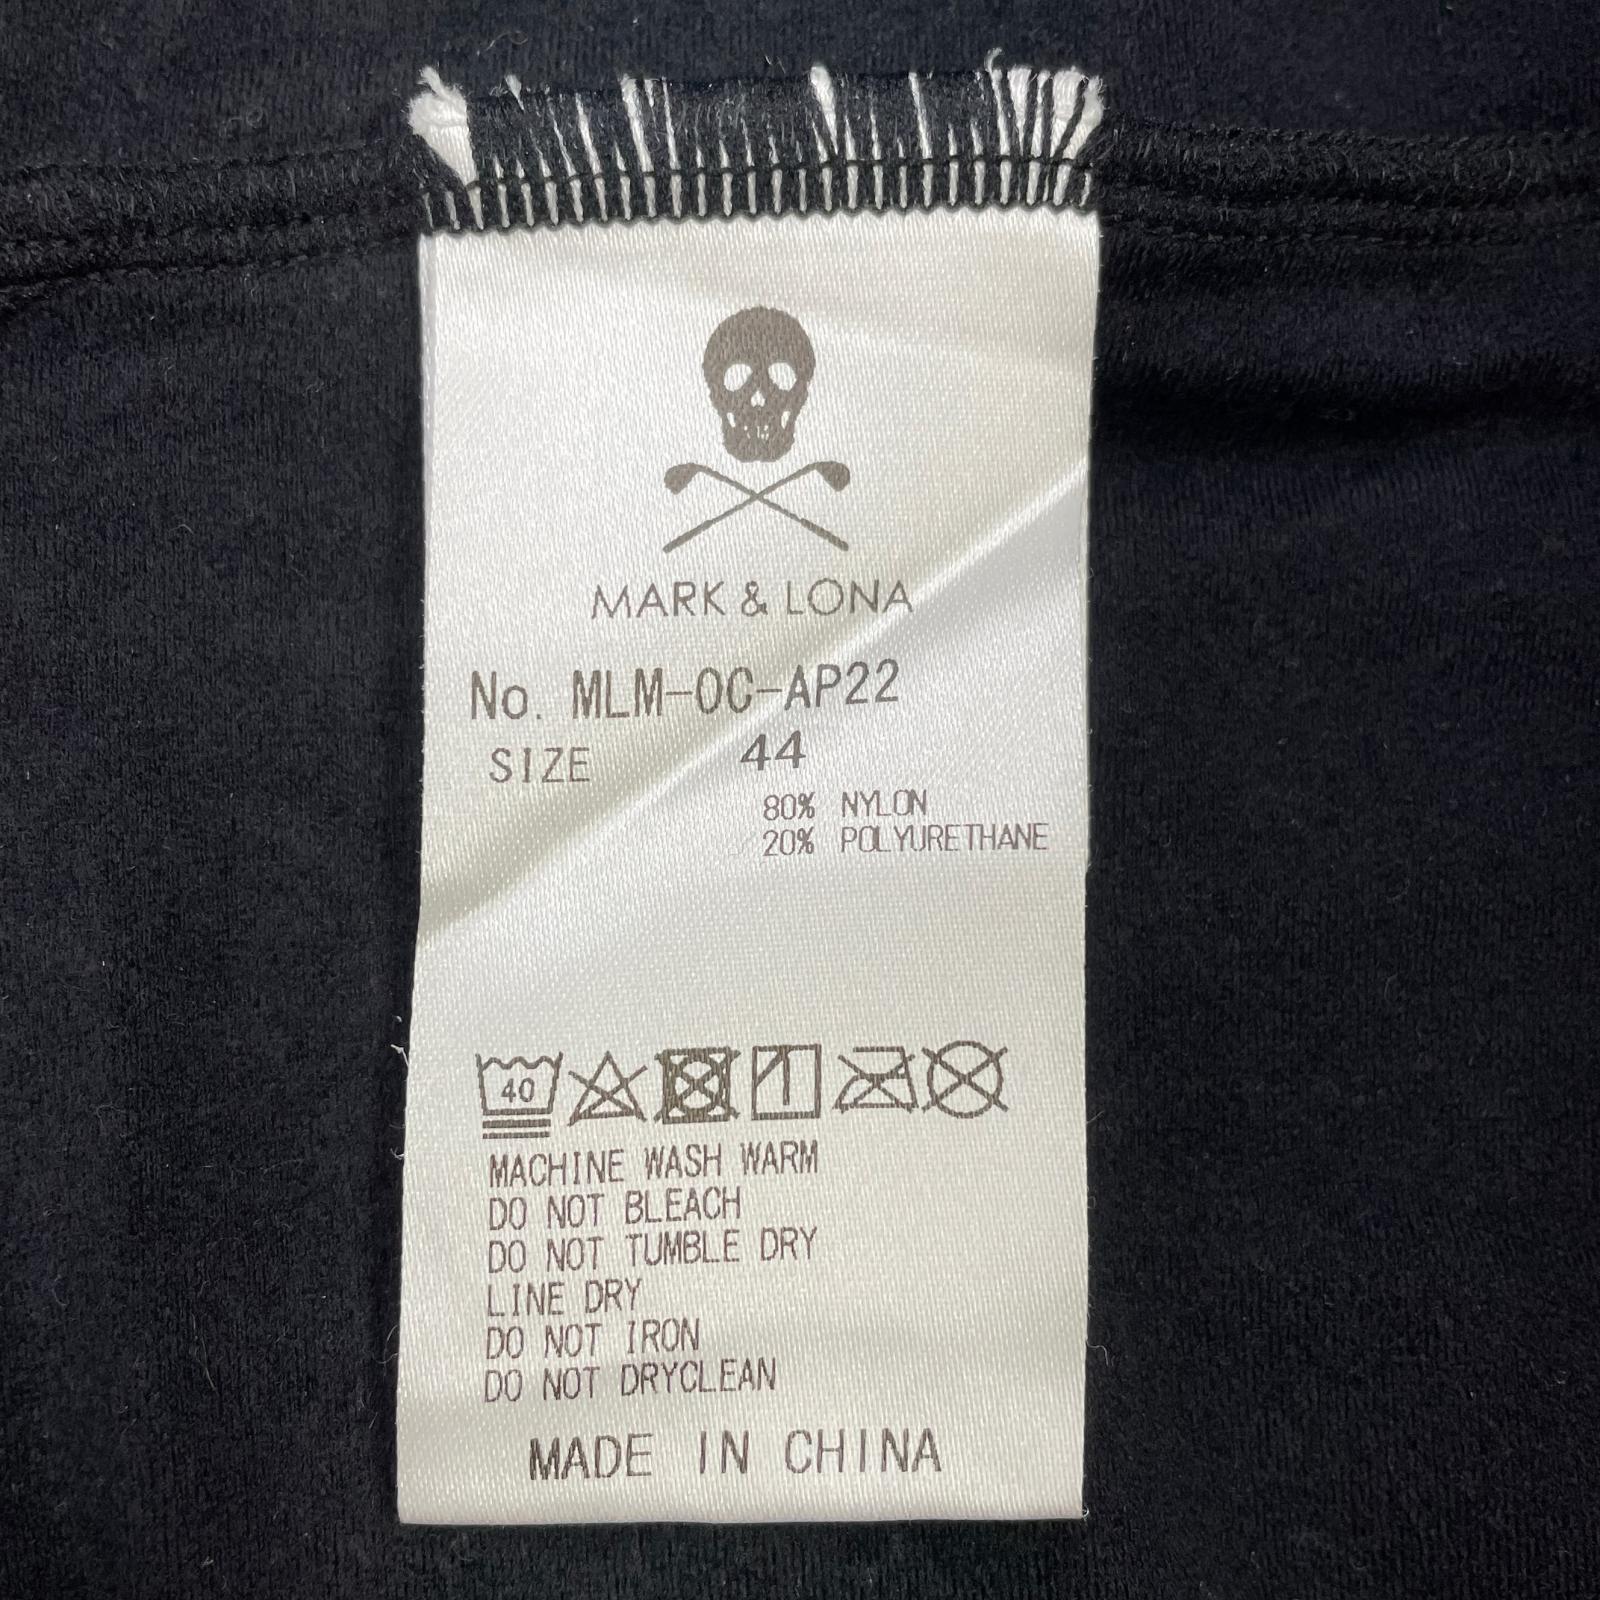 MARK & LONA
No. MLM-OC-AP22
SIZE 44
80% NYLON
20% POLYURETHANE
40
MACHINE WASH WARM
DO NOT BLEACH
DO NOT TUMBLE DRY
LINE DRY
DO NOT IRON
DO NOT DRYCLEAN
MADE IN CHINA